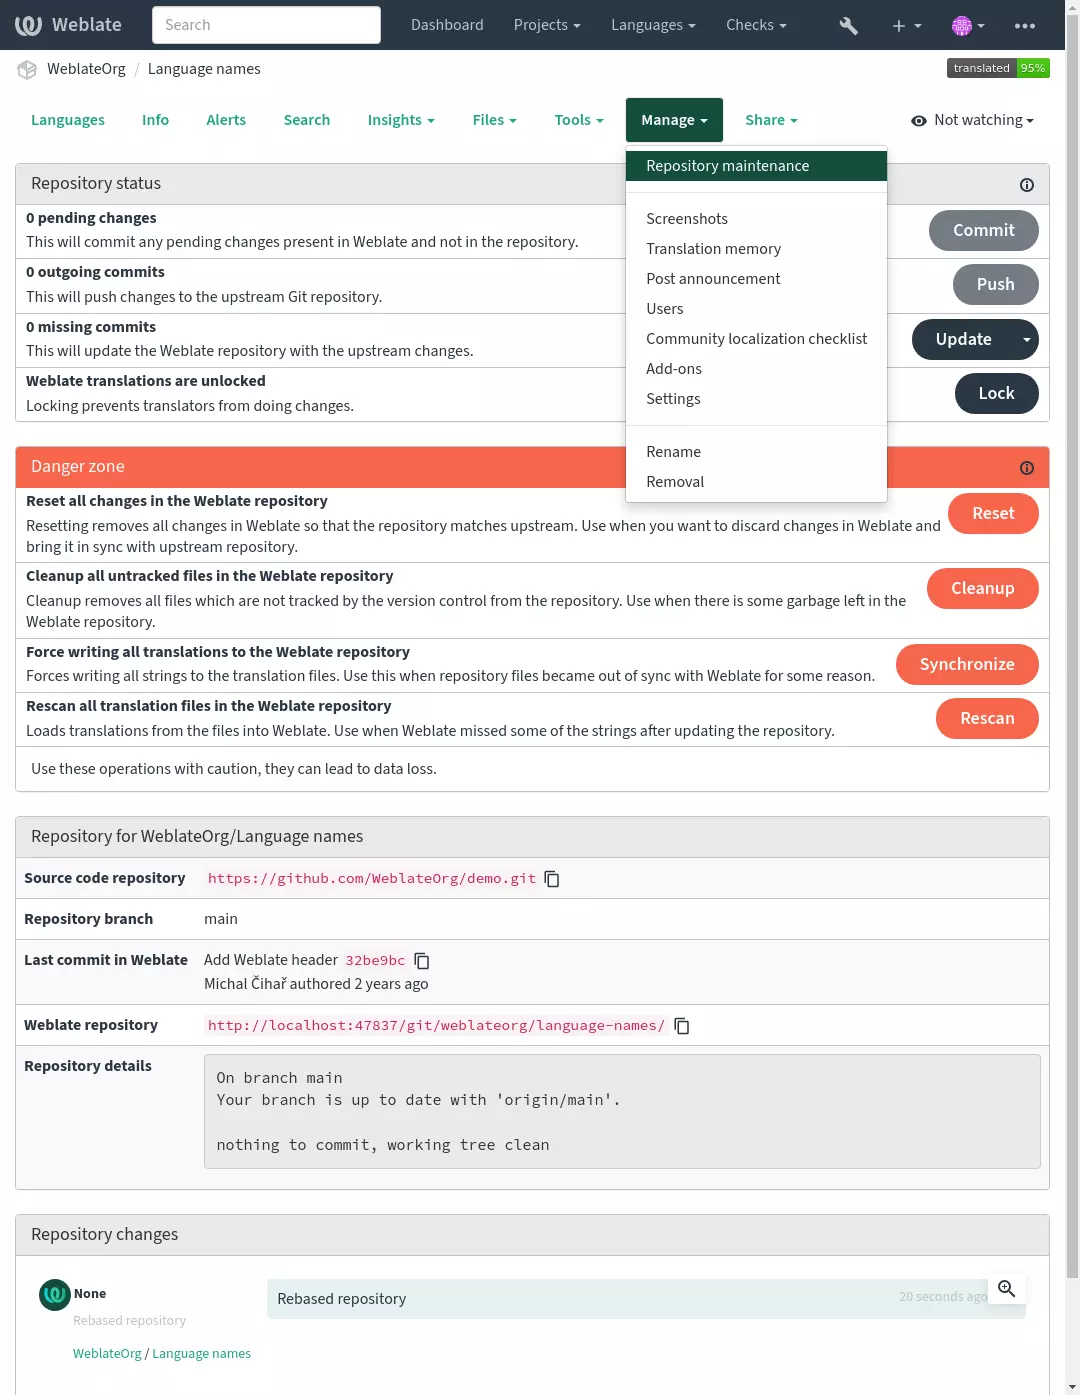 Weblate
Search
Dashboard
Projects
Languages
Checks
WeblateOrg / Language names
translated 95%
Languages
Info
Alerts
Search
Insights
Files
Tools
Manage
Share
Not watching
Repository maintenance
Screenshots
Translation memory
Post announcement
Users
Community localization checklist
Add-ons
Settings
Rename
Removal
Repository status
0 pending changes
This will commit any pending changes present in Weblate and not in the repository.
Commit
0 outgoing commits
This will push changes to the upstream Git repository.
Push
0 missing commits
This will update the Weblate repository with the upstream changes.
Update
Weblate translations are unlocked
Locking prevents translators from doing changes.
Lock
Danger zone
Reset all changes in the Weblate repository
Resetting removes all changes in Weblate so that the repository matches upstream. Use when you want to discard changes in Weblate and
bring it in sync with upstream repository.
Reset
Cleanup all untracked files in the Weblate repository
Cleanup removes all files which are not tracked by the version control from the repository. Use when there is some garbage left in the
Weblate repository.
Cleanup
Force writing all translations to the Weblate repository
Forces writing all strings to the translation files. Use this when repository files became out of sync with Weblate for some reason.
Synchronize
Rescan all translation files in the Weblate repository
Loads translations from the files into Weblate. Use when Weblate missed some of the strings after updating the repository.
Rescan
Use these operations with caution, they can lead to data loss.
Repository for WeblateOrg/Language names
Source code repository
https://github.com/WeblateOrg/demo.git
Repository branch
main
Last commit in Weblate
Add Weblate header 32be9bc
Michal Čihař authored 2 years ago
Weblate repository
http://localhost:47837/git/weblateorg/language-names/
Repository details
On branch main
Your branch is up to date with 'origin/main'.
nothing to commit, working tree clean
Repository changes
None
Rebased repository
WeblateOrg / Language names
Rebased repository
20 seconds ago